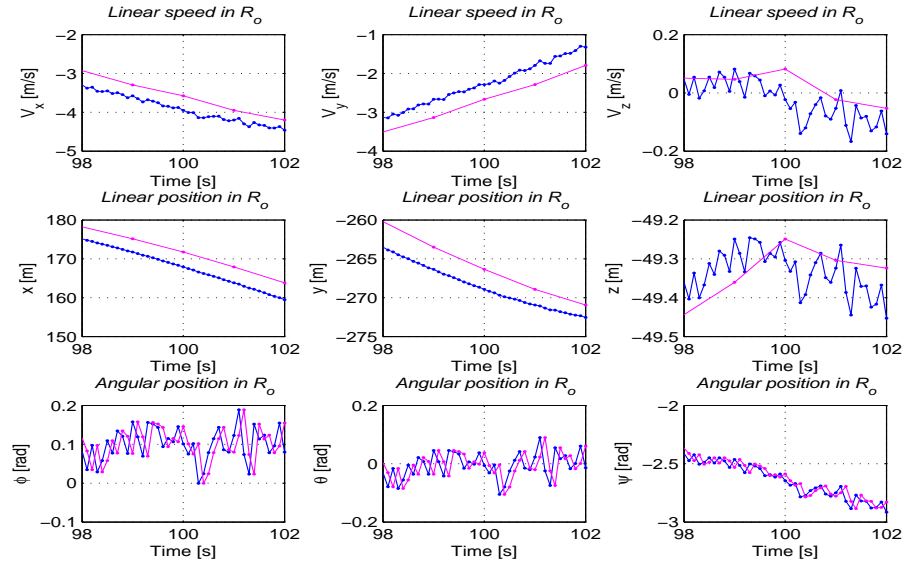 Linear speed in R_o
Linear speed in R_o
Linear speed in R_o
V_x [m/s]
−2
−3
−4
−5
98
100
102
Time [s]
V_y [m/s]
−1
−2
−3
−4
98
100
102
Time [s]
V_z [m/s]
0.2
0
−0.2
98
100
102
Time [s]
Linear position in R_o
Linear position in R_o
Linear position in R_o
x [m]
180
170
160
150
98
100
102
Time [s]
y [m]
−260
−265
−270
−275
98
100
102
Time [s]
z [m]
−49.2
−49.3
−49.4
−49.5
98
100
102
Time [s]
Angular position in R_o
Angular position in R_o
Angular position in R_o
ϕ [rad]
0.2
0.1
0
−0.1
98
100
102
Time [s]
θ [rad]
0.2
0
−0.2
98
100
102
Time [s]
ψ [rad]
−2
−2.5
−3
98
100
102
Time [s]